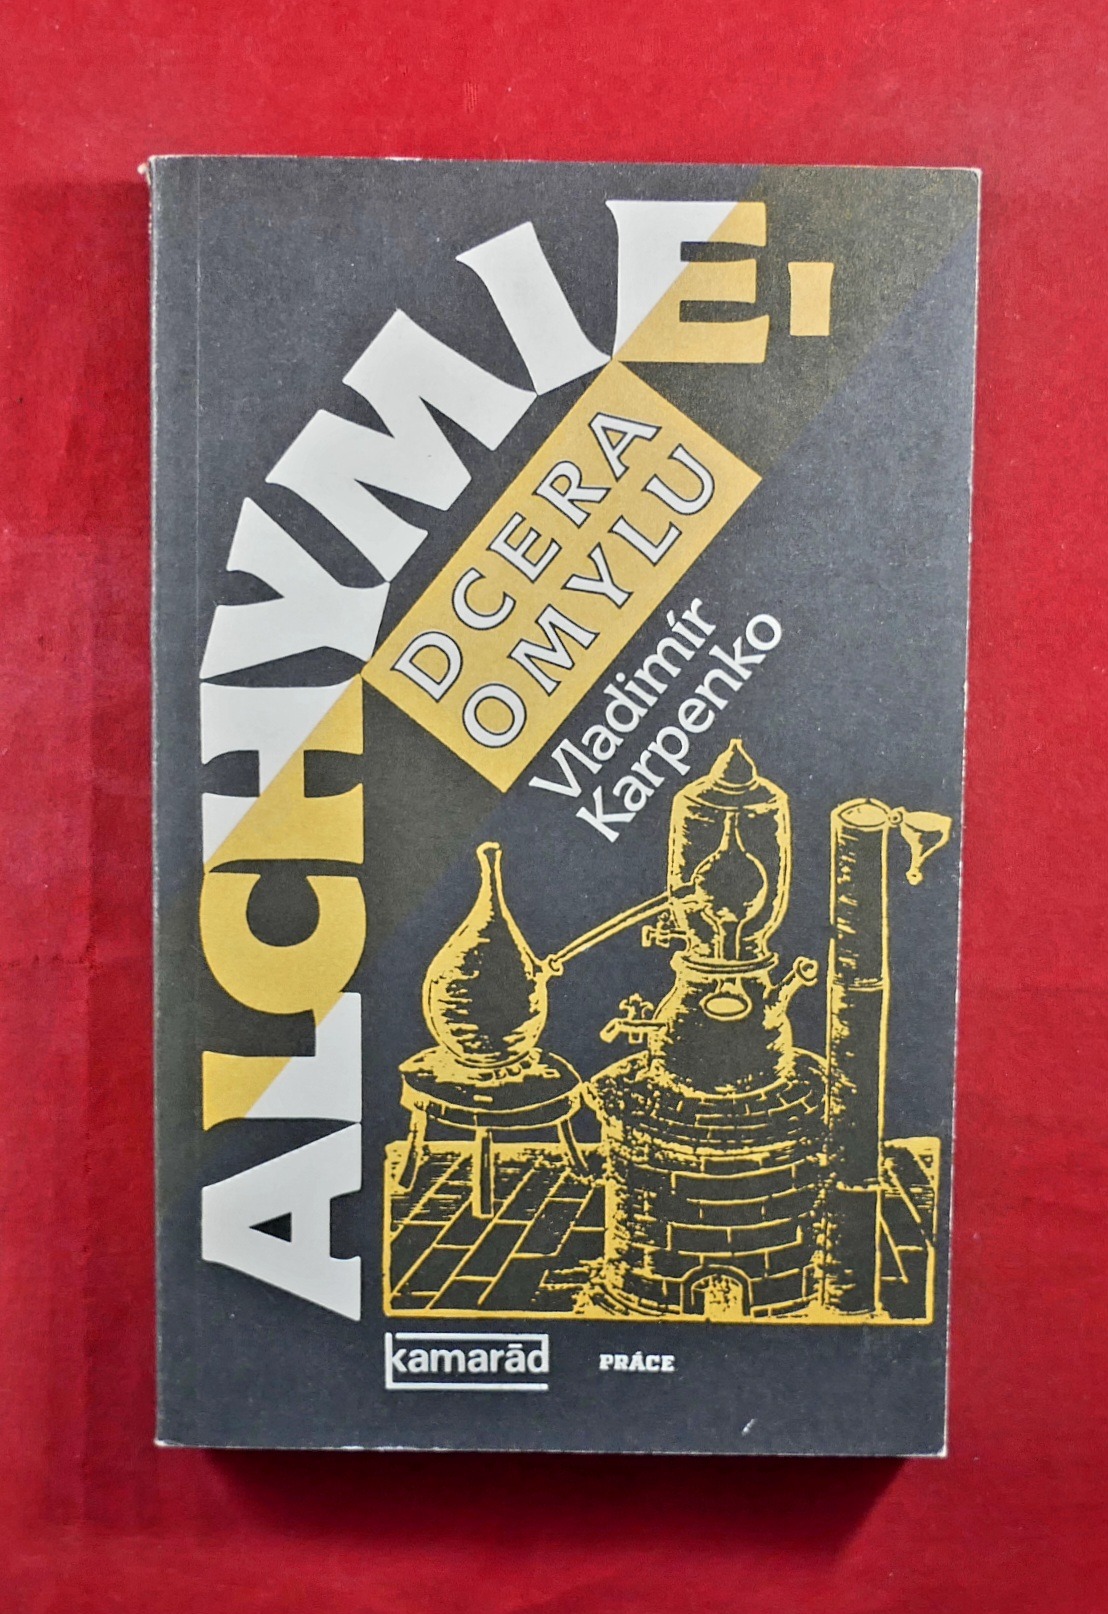 ALCHYMIE,
DCERA
OMYLU
Vladimír
Karpenko
kamarád
PRÁCE